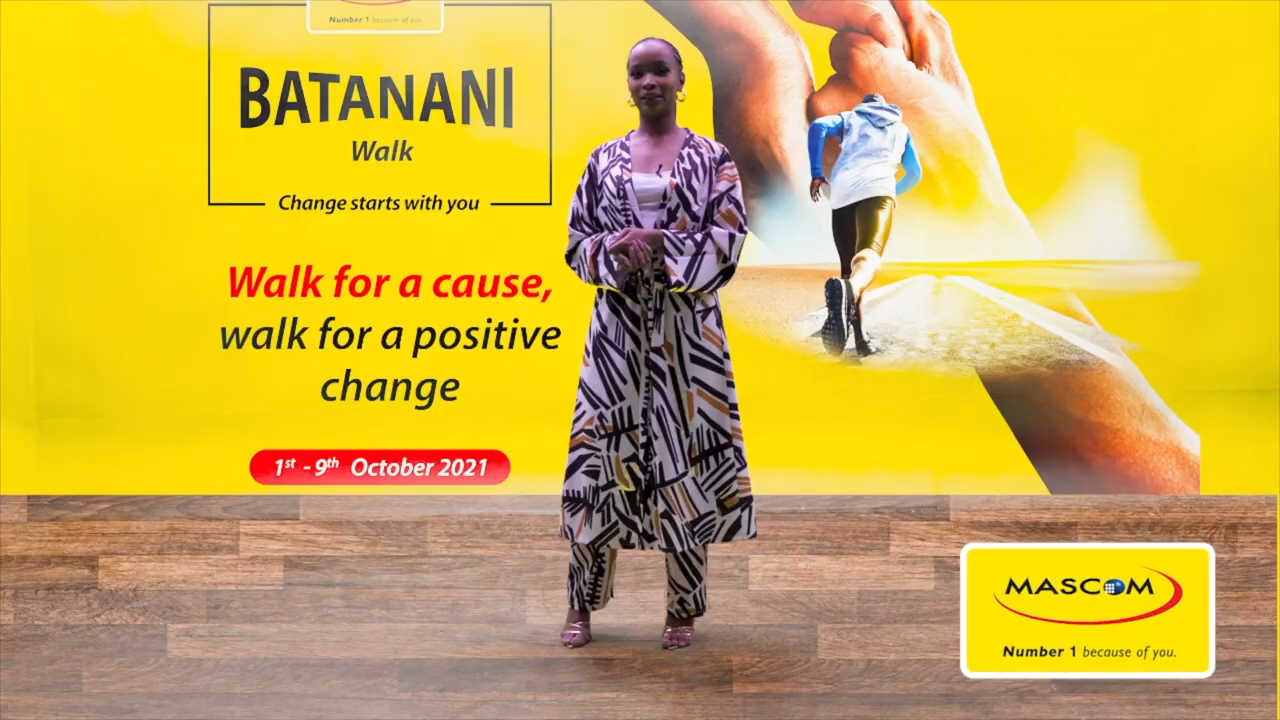 Number 1 because of you.
BATANANI
Walk
Change starts with you
Walk for a cause,
walk for a positive
change
1st - 9th October 2021
MASCOM
Number 1 because of you.